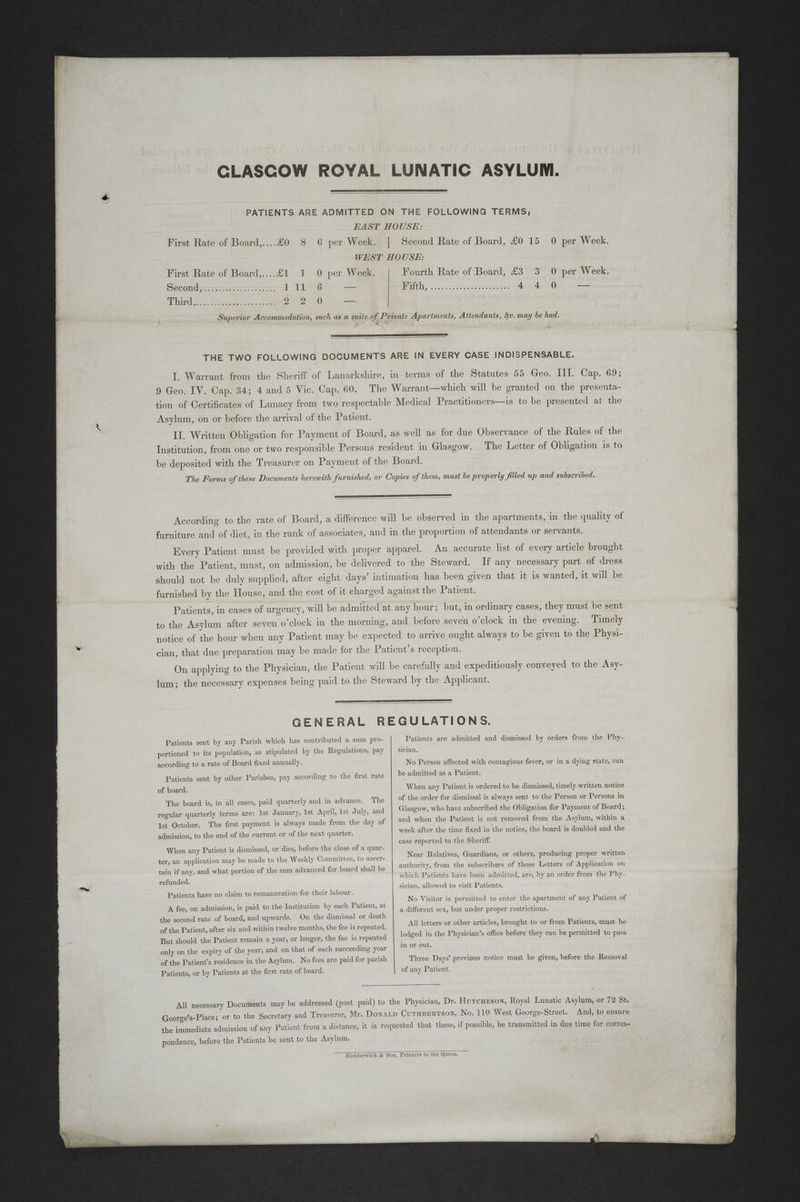 GLASGOW ROYAL LUNATIC ASYLUM.
PATIENTS ARE ADMITTED ON THE FOLLOWING TERMS:
EAST HOUSE:
First Rate of Board,....£0 8 6 per Week. | Second Rate of Board, £0 15 0 per Week.
WEST HOUSE:
First Rate of Board,....£1 1 0 per Week. | Fourth Rate of Board, £3 3 0 per Week.
Second,..................... 1 11 6 — | Fifth,....................... 4 4 0 —
Third,...................... 2 2 0 —
Superior Accommodation, such as a suite of Private Apartments, Attendants, &c. may be had.
THE TWO FOLLOWING DOCUMENTS ARE IN EVERY CASE INDISPENSABLE.
I. Warrant from the Sheriff of Lanarkshire, in terms of the Statutes 55 Geo. III. Cap. 69;
9 Geo. IV. Cap. 34; 4 and 5 Vic. Cap. 60. The Warrant—which will be granted on the presenta-
tion of Certificates of Lunacy from two respectable Medical Practitioners—is to be presented at the
Asylum, on or before the arrival of the Patient.
II. Written Obligation for Payment of Board, as well as for due Observance of the Rules of the
Institution, from one or two responsible Persons resident in Glasgow. The Letter of Obligation is to
be deposited with the Treasurer on Payment of the Board.
The Forms of these Documents herewith furnished, or Copies of them, must be properly filled up and subscribed.
According to the rate of Board, a difference will be observed in the apartments, in the quality of
furniture and of diet, in the rank of associates, and in the proportion of attendants or servants.
Every Patient must be provided with proper apparel. An accurate list of every article brought
with the Patient, must, on admission, be delivered to the Steward. If any necessary part of dress
should not be duly supplied, after eight days' intimation has been given that it is wanted, it will be
furnished by the House, and the cost of it charged against the Patient.
Patients, in cases of urgency, will be admitted at any hour; but, in ordinary cases, they must be sent
to the Asylum after seven o'clock in the morning, and before seven o'clock in the evening. Timely
notice of the hour when any Patient may be expected to arrive ought always to be given to the Physi-
cian, that due preparation may be made for the Patient's reception.
On applying to the Physician, the Patient will be carefully and expeditiously conveyed to the Asy-
lum; the necessary expenses being paid to the Steward by the Applicant.
GENERAL REGULATIONS.
Patients sent by any Parish which has contributed a sum pro-
portioned to its population, as stipulated by the Regulations, pay
according to a rate of Board fixed annually.
Patients sent by other Parishes, pay according to the first rate
of board.
The board is, in all cases, paid quarterly and in advance. The
regular quarterly terms are: 1st January, 1st April, 1st July, and
1st October. The first payment is always made from the day of
admission, to the end of the current or of the next quarter.
When any Patient is dismissed, or dies, before the close of a quar-
ter, an application may be made to the Weekly Committee, to ascer-
tain if any, and what portion of the sum advanced for board shall be
refunded.
Patients have no claim to remuneration for their labour.
A fee, on admission, is paid to the Institution by each Patient, at
the second rate of board, and upwards. On the dismissal or death
of the Patient, after six and within twelve months, the fee is repeated.
But should the Patient remain a year, or longer, the fee is repeated
only on the expiry of the year, and on that of each succeeding year
of the Patient's residence in the Asylum. No fees are paid for parish
Patients, or by Patients at the first rate of board.
Patients are admitted and dismissed by orders from the Phy-
sician.
No Person affected with contagious fever, or in a dying state, can
be admitted as a Patient.
When any Patient is ordered to be dismissed, timely written notice
of the order for dismissal is always sent to the Person or Persons in
Glasgow, who have subscribed the Obligation for Payment of Board;
and when the Patient is not removed from the Asylum, within a
week after the time fixed in the notice, the board is doubled and the
case reported to the Sheriff.
Near Relatives, Guardians, or others, producing proper written
authority, from the subscribers of those Letters of Application on
which Patients have been admitted, are, by an order from the Phy-
sician, allowed to visit Patients.
No Visitor is permitted to enter the apartment of any Patient of
a different sex, but under proper restrictions.
All letters or other articles, brought to or from Patients, must be
lodged in the Physician's office before they can be permitted to pass
in or out.
Three Days' previous notice must be given, before the Removal
of any Patient.
All necessary Documents may be addressed (post paid) to the Physician, Dr. HUTCHESON, Royal Lunatic Asylum, or 72 St.
George's-Place; or to the Secretary and Treasurer, Mr. DONALD CUTHBERTSON, No. 110 West George-Street. And, to ensure
the immediate admission of any Patient from a distance, it is requested that these, if possible, be transmitted in due time for corres-
pondence, before the Patients be sent to the Asylum.
Hedderwick & Son, Printers to the Queen.